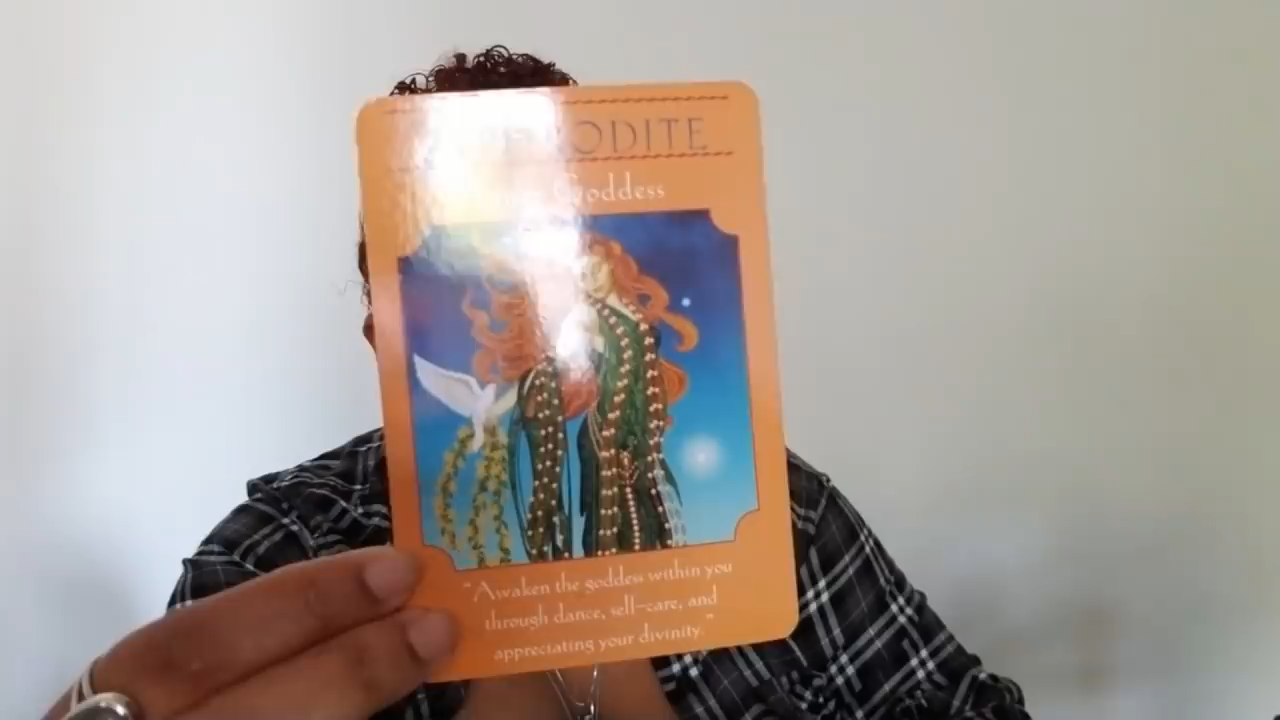 RODITE
Goddess
"Awaken the goddess within you
through dance, self-care, and
appreciating your divinity."